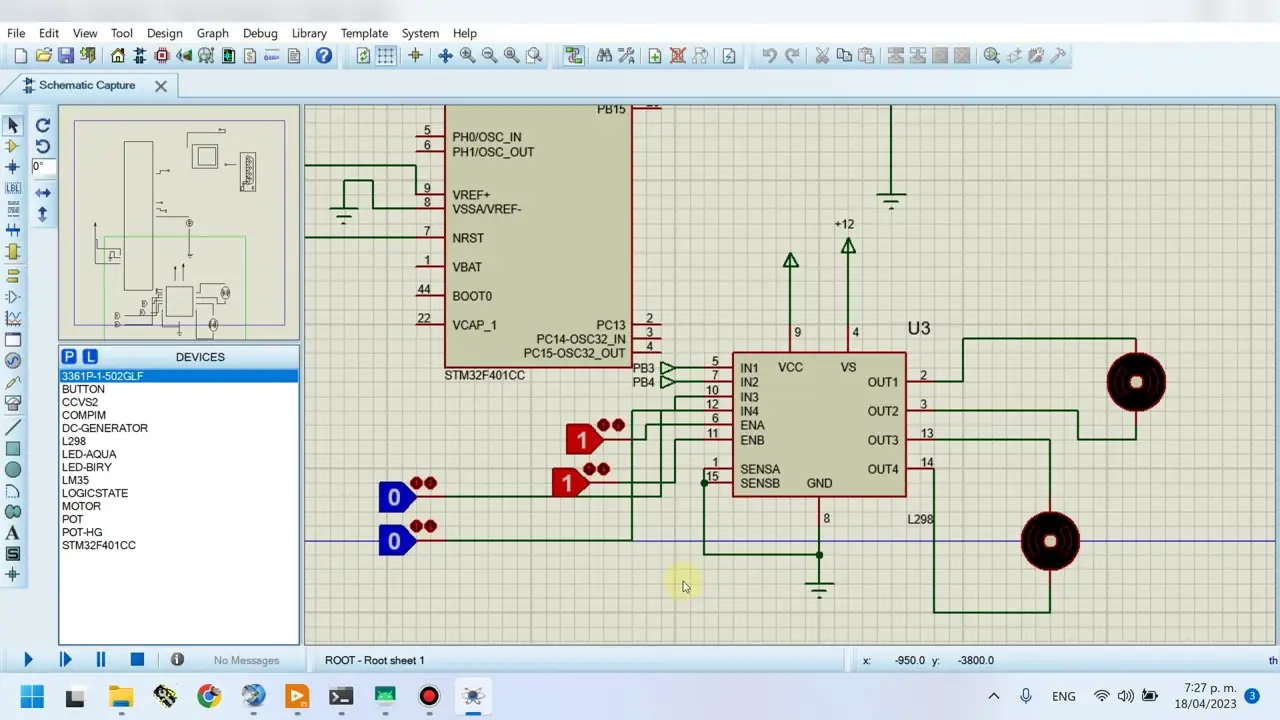 File Edit View Tool Design Graph Debug Library Template System Help
Schematic Capture
0°
P L DEVICES
3361P-1-502GLF
BUTTON
CCVS2
COMPIM
DC-GENERATOR
L298
LED-AQUA
LED-BIRY
LM35
LOGICSTATE
MOTOR
POT
POT-HG
STM32F401CC
PB15
5 PH0/OSC_IN
6 PH1/OSC_OUT
9 VREF+
8 VSSA/VREF-
7 NRST
1 VBAT
44 BOOT0
22 VCAP_1
PC13 2
PC14-OSC32_IN 3
PC15-OSC32_OUT 4
STM32F401CC
+12
9 4
U3
VCC VS
PB3 5 IN1
PB4 7 IN2
10 IN3
12 IN4
6 ENA
11 ENB
1 SENSA
15 SENSB
GND
8
OUT1 2
OUT2 3
OUT3 13
OUT4 14
L298
1
1
0
0
No Messages ROOT - Root sheet 1 x: -950.0 y: -3800.0 th
ENG 7:27 p. m.
18/04/2023 3